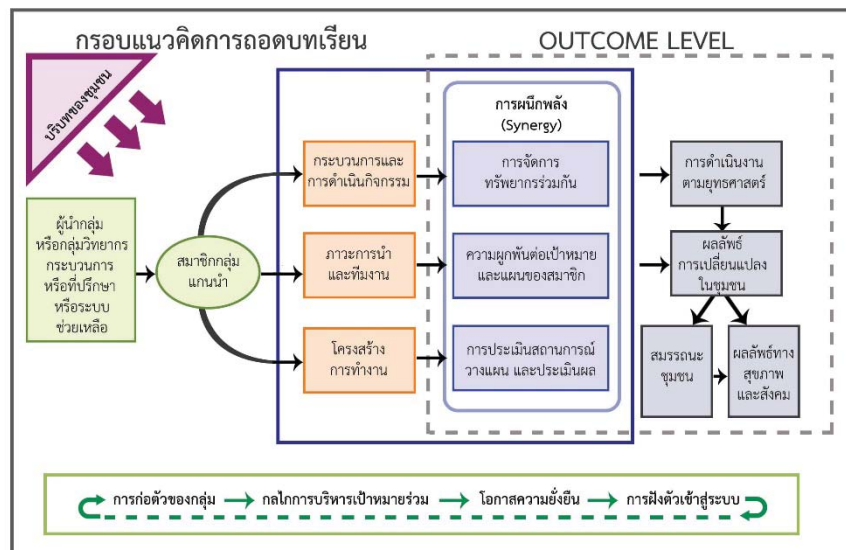 กรอบแนวคิดการถอดบทเรียน
OUTCOME LEVEL
บริบทของชุมชน
การผนึกพลัง
(Synergy)
กระบวนการและ
การดำเนินกิจกรรม
การจัดการ
ทรัพยากรร่วมกัน
การดำเนินงาน
ตามยุทธศาสตร์
ผู้นำกลุ่ม
หรือกลุ่มวิทยากร
กระบวนการ
หรือที่ปรึกษา
หรือระบบ
ช่วยเหลือ
สมาชิกกลุ่ม
แกนนำ
ภาวะการนำ
และทีมงาน
ความผูกพันต่อเป้าหมาย
และแผนของสมาชิก
ผลลัพธ์
การเปลี่ยนแปลง
ในชุมชน
โครงสร้าง
การทำงาน
การประเมินสถานการณ์
วางแผน และประเมินผล
สมรรถนะ
ชุมชน
ผลลัพธ์ทาง
สุขภาพ
และสังคม
การก่อตัวของกลุ่ม
กลไกการบริหารเป้าหมายร่วม
โอกาสความยั่งยืน
การฝังตัวเข้าสู่ระบบ